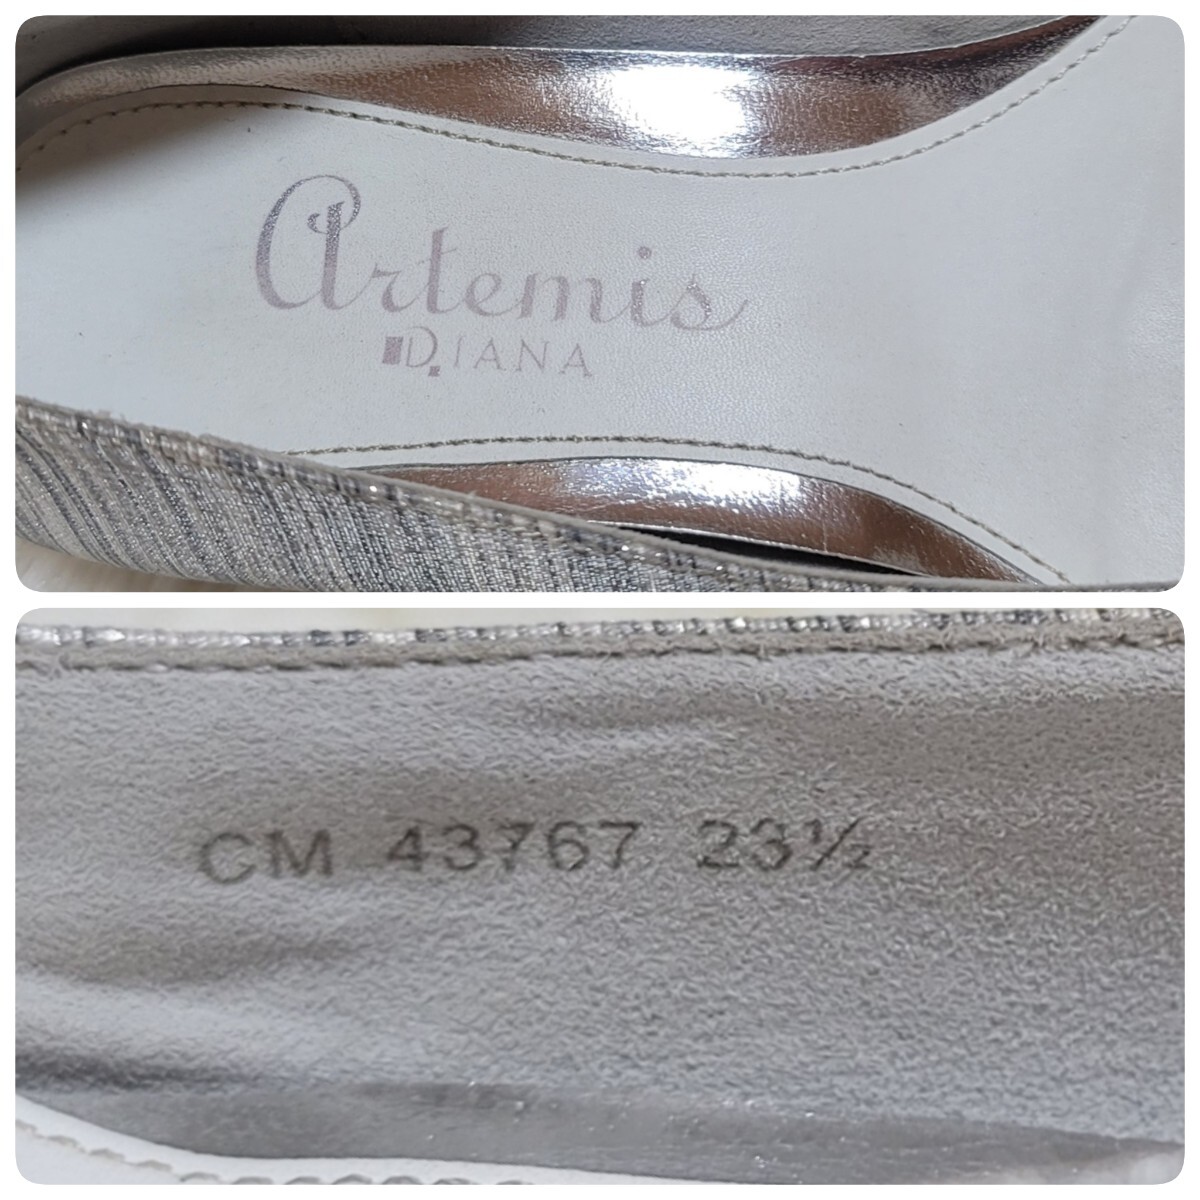 Artemis
DIANA
CM 43767 23½